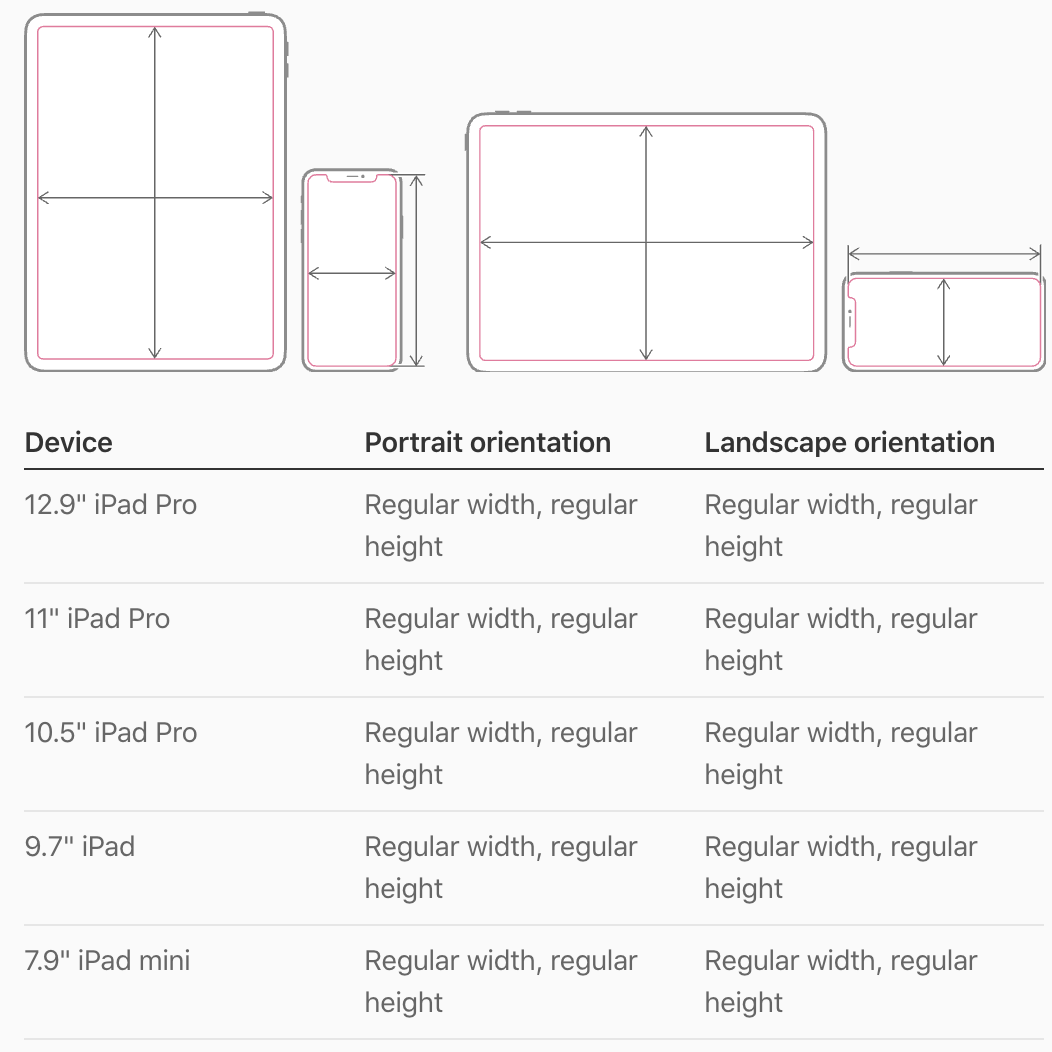 Device Portrait orientation Landscape orientation
12.9" iPad Pro Regular width, regular height Regular width, regular height
11" iPad Pro Regular width, regular height Regular width, regular height
10.5" iPad Pro Regular width, regular height Regular width, regular height
9.7" iPad Regular width, regular height Regular width, regular height
7.9" iPad mini Regular width, regular height Regular width, regular height